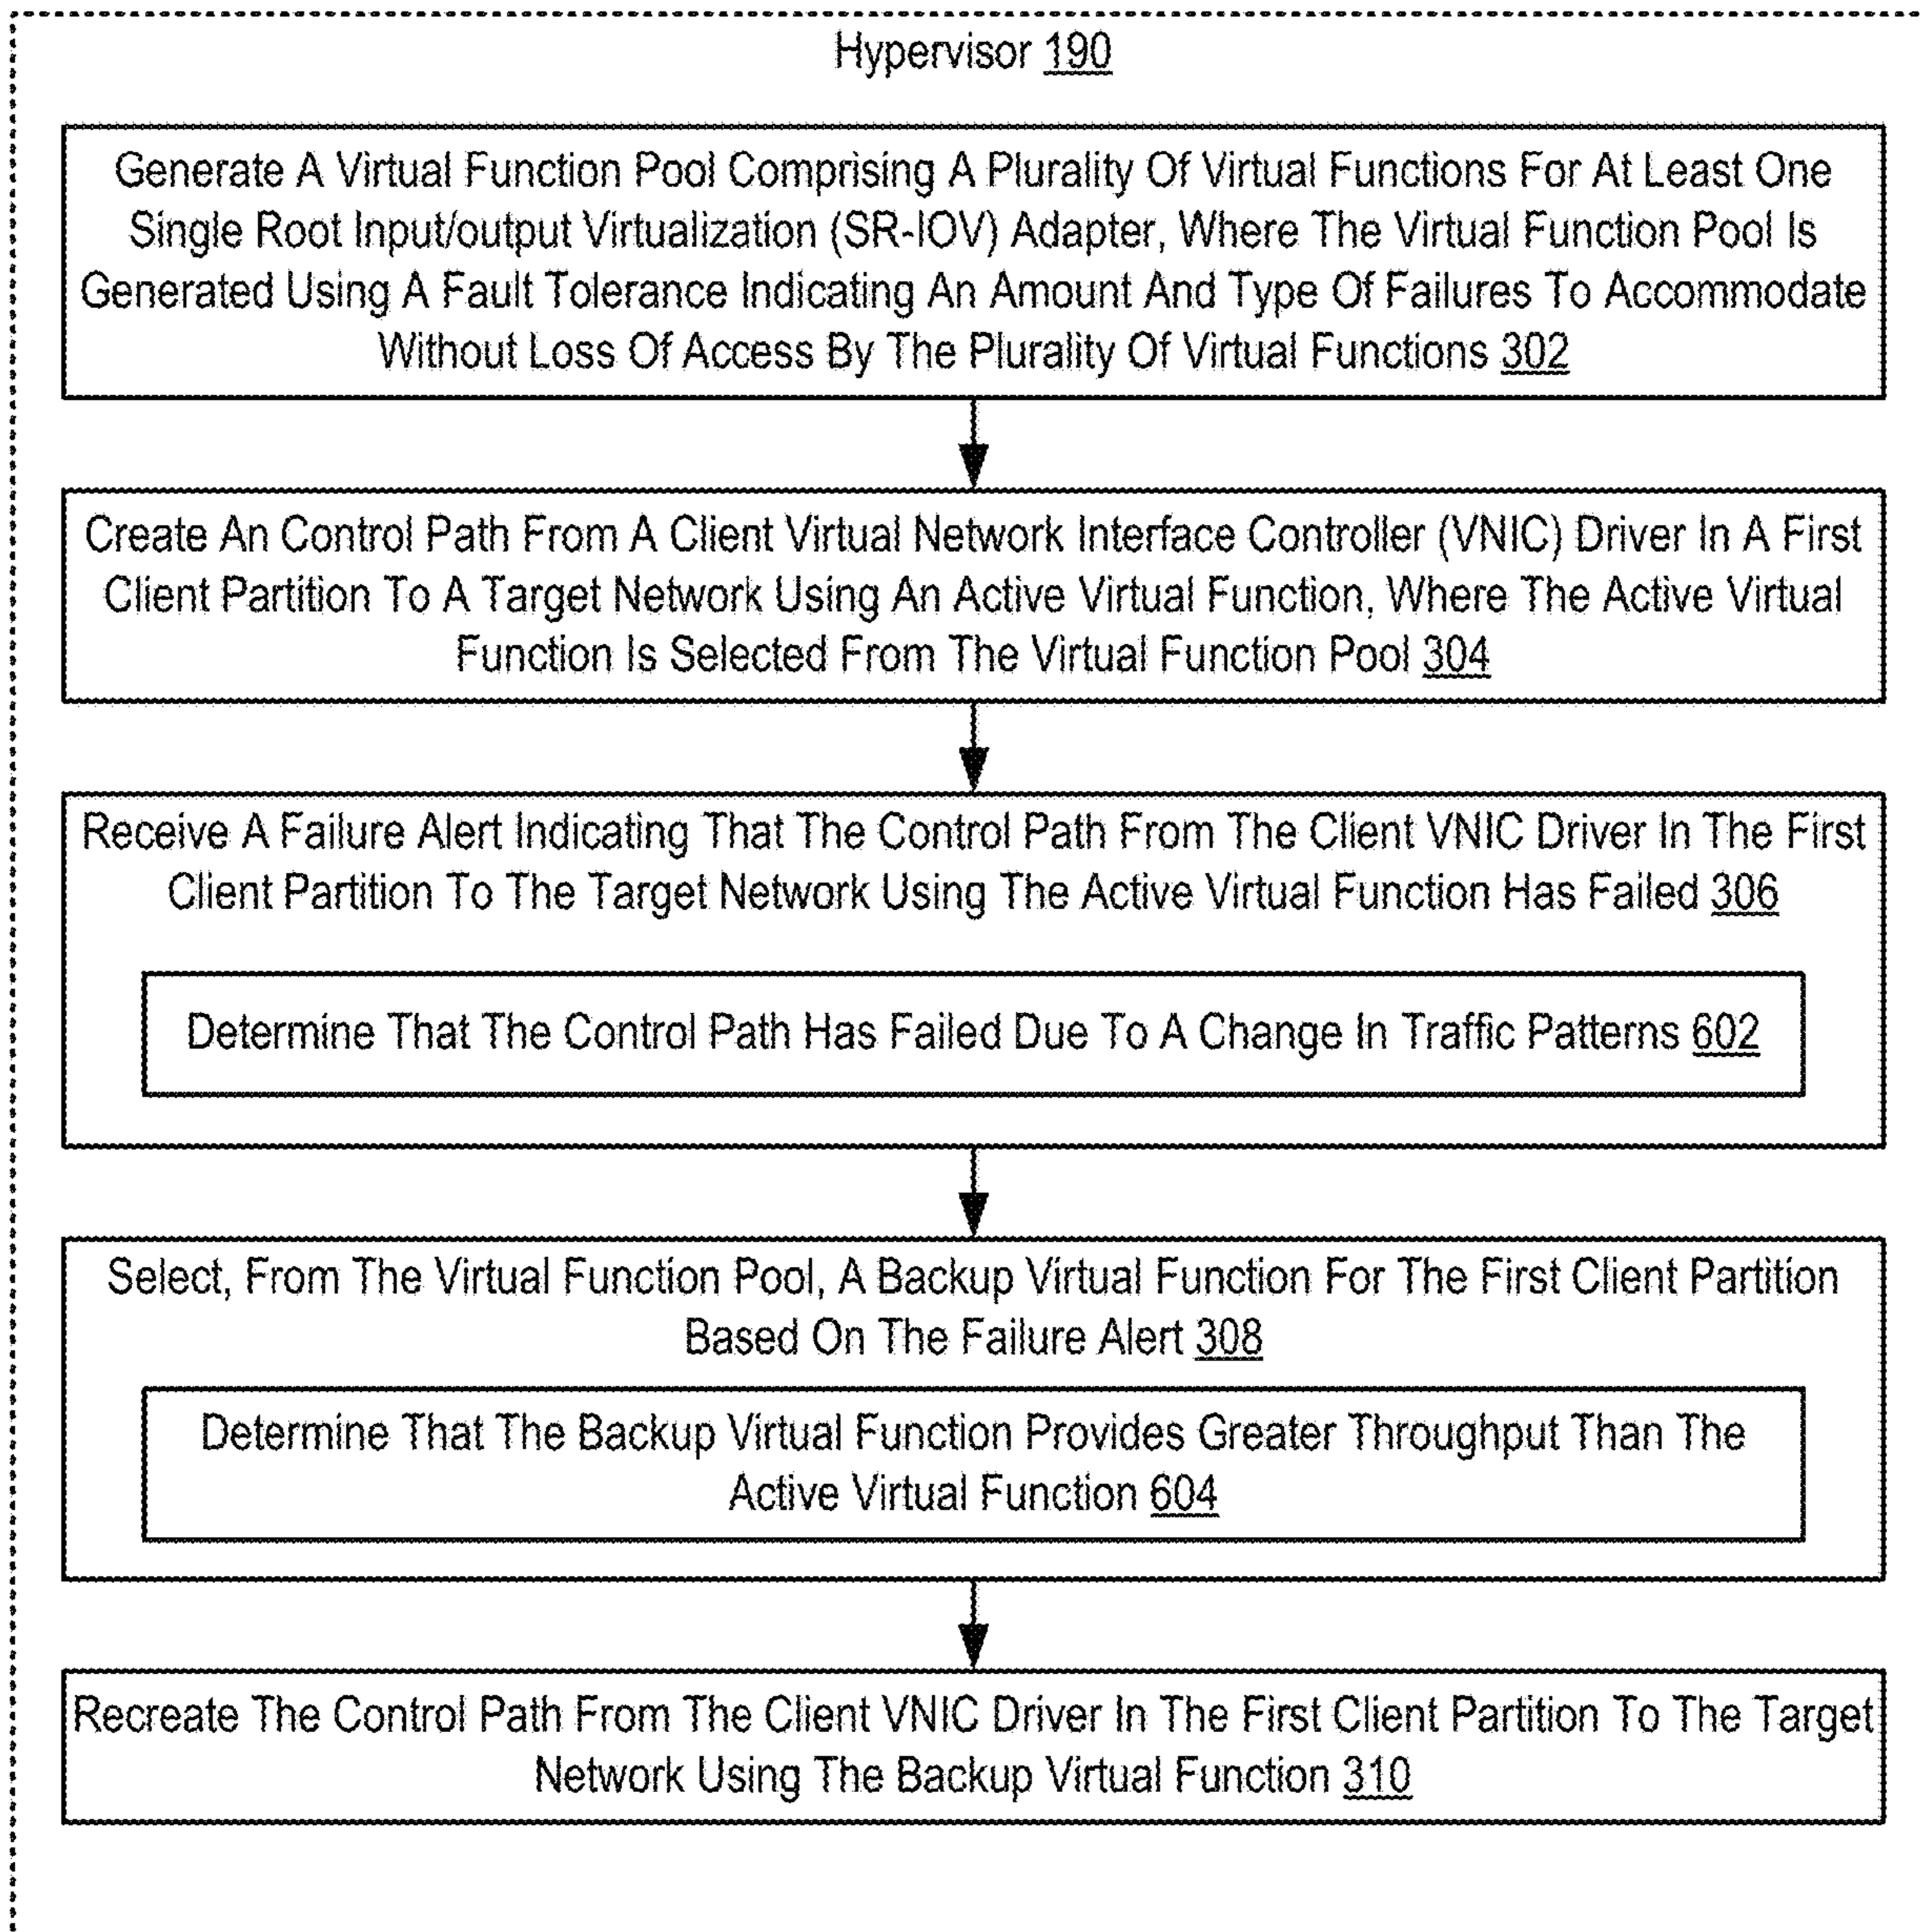 Hypervisor 190
Generate A Virtual Function Pool Comprising A Plurality Of Virtual Functions For At Least One
Single Root Input/output Virtualization (SR-IOV) Adapter, Where The Virtual Function Pool Is
Generated Using A Fault Tolerance Indicating An Amount And Type Of Failures To Accommodate
Without Loss Of Access By The Plurality Of Virtual Functions 302
Create An Control Path From A Client Virtual Network Interface Controller (VNIC) Driver In A First
Client Partition To A Target Network Using An Active Virtual Function, Where The Active Virtual
Function Is Selected From The Virtual Function Pool 304
Receive A Failure Alert Indicating That The Control Path From The Client VNIC Driver In The First
Client Partition To The Target Network Using The Active Virtual Function Has Failed 306
Determine That The Control Path Has Failed Due To A Change In Traffic Patterns 602
Select, From The Virtual Function Pool, A Backup Virtual Function For The First Client Partition
Based On The Failure Alert 308
Determine That The Backup Virtual Function Provides Greater Throughput Than The
Active Virtual Function 604
Recreate The Control Path From The Client VNIC Driver In The First Client Partition To The Target
Network Using The Backup Virtual Function 310